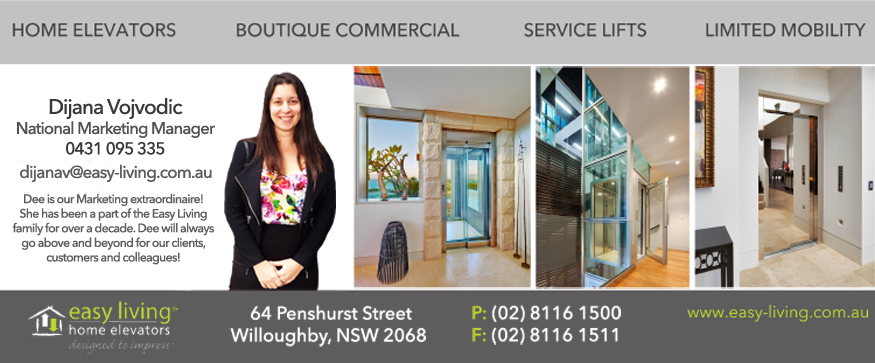 HOME ELEVATORS BOUTIQUE COMMERCIAL SERVICE LIFTS LIMITED MOBILITY
Dijana Vojvodic
National Marketing Manager
0431 095 335
dijanav@easy-living.com.au
Dee is our Marketing extraordinaire!
She has been a part of the Easy Living
family for over a decade. Dee will always
go above and beyond for our clients,
customers and colleagues!
easy living
home elevators
designed to impress
64 Penshurst Street
Willoughby, NSW 2068
P: (02) 8116 1500
F: (02) 8116 1511
www.easy-living.com.au